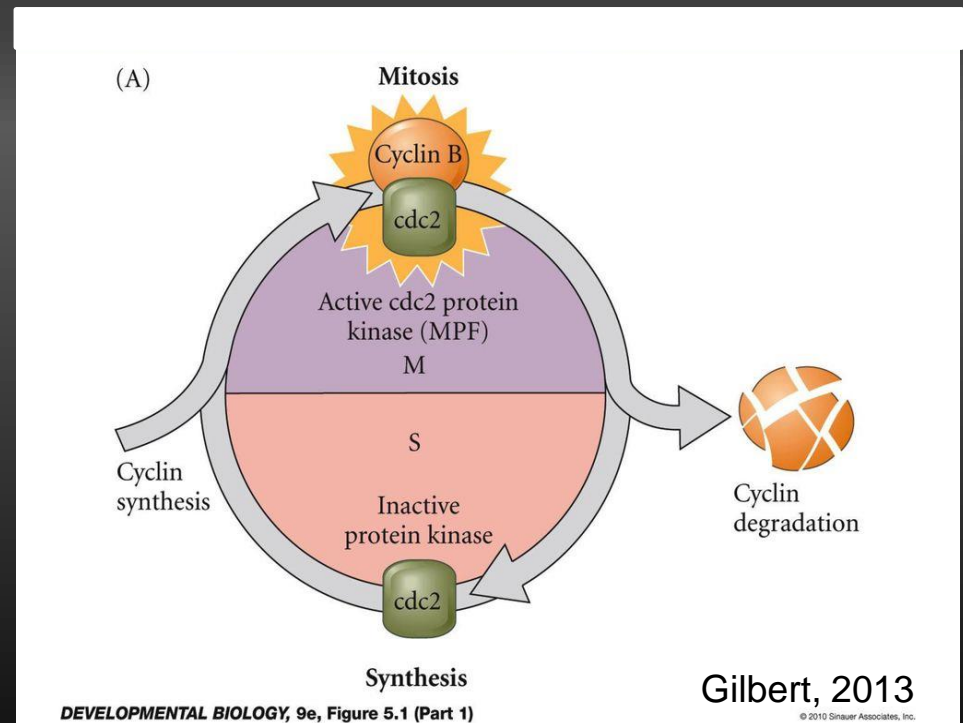 (A)
Mitosis
Cyclin B
cdc2
Active cdc2 protein
kinase (MPF)
M
S
Cyclin
synthesis
Inactive
protein kinase
Cyclin
degradation
cdc2
Synthesis
Gilbert, 2013
DEVELOPMENTAL BIOLOGY, 9e, Figure 5.1 (Part 1)
© 2010 Sinauer Associates, Inc.